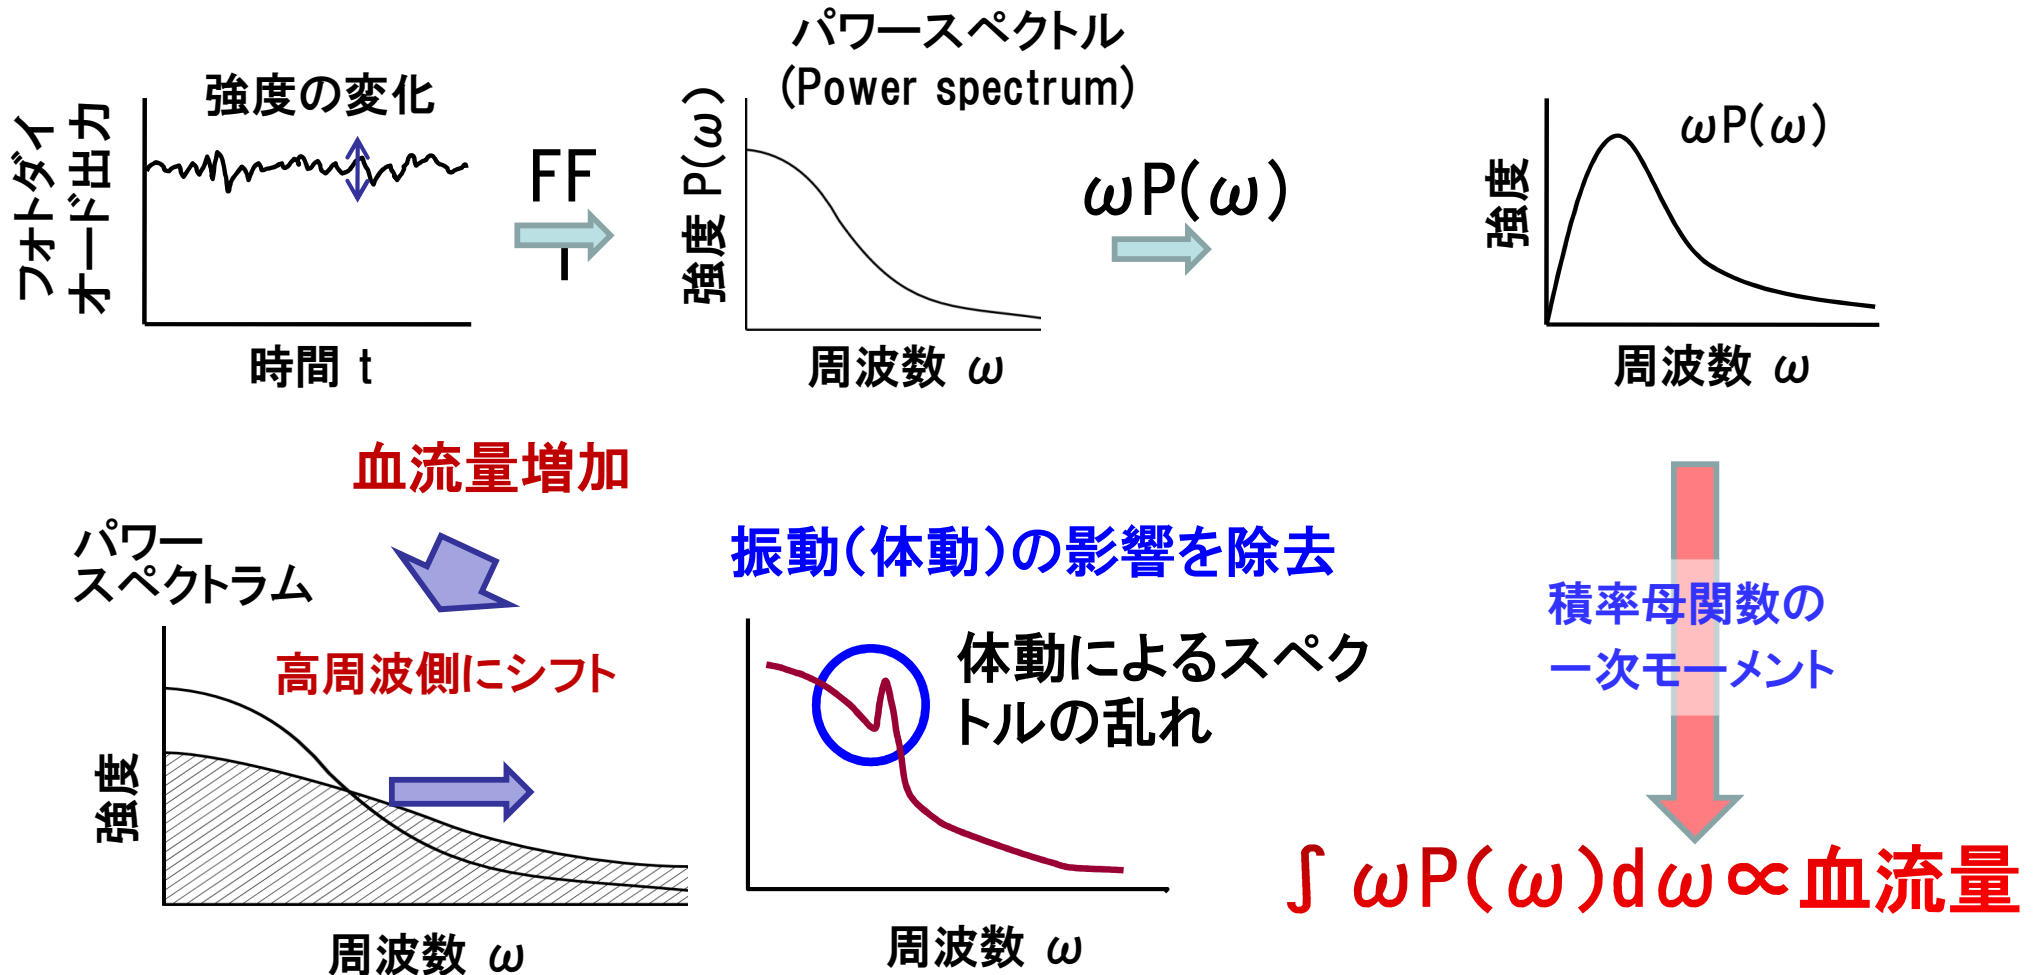 強度の変化
フォトダイ
オード出力
時間 t
FF
T
パワースペクトル
(Power spectrum)
強度 P(ω)
周波数 ω
ωP(ω)
ωP(ω)
強度
周波数 ω
血流量増加
パワー
スペクトラム
高周波側にシフト
強度
周波数 ω
振動(体動)の影響を除去
体動によるスペク
トルの乱れ
周波数 ω
積率母関数の
一次モーメント
∫ωP(ω)dω∝血流量